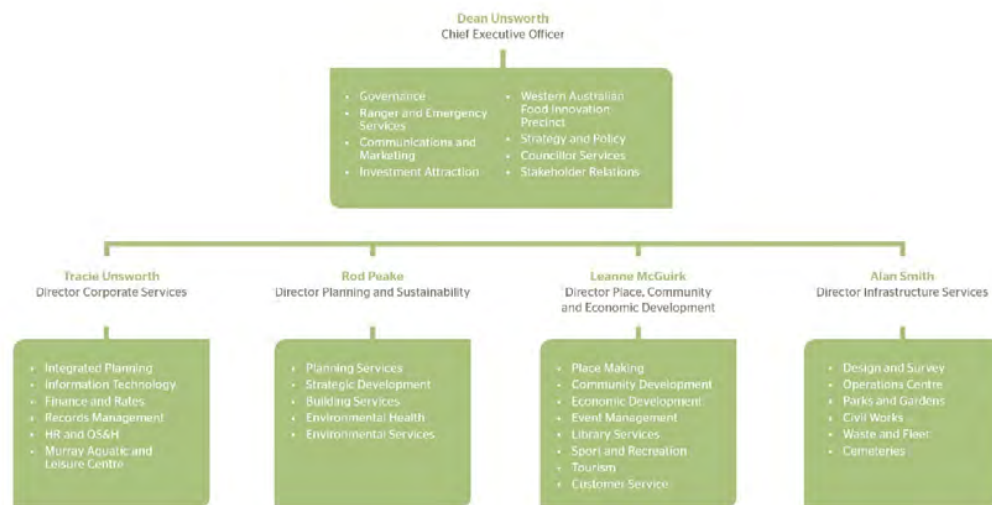 Dean Unsworth
Chief Executive Officer
• Governance
• Ranger and Emergency
Services
• Communications and
Marketing
• Investment Attraction
• Western Australian
Food Innovation
Precinct
• Strategy and Policy
• Councillor Services
• Stakeholder Relations
Tracie Unsworth
Director Corporate Services
• Integrated Planning
• Information Technology
• Finance and Rates
• Records Management
• HR and OS&H
• Murray Aquatic and
Leisure Centre
Rod Peake
Director Planning and Sustainability
• Planning Services
• Strategic Development
• Building Services
• Environmental Health
• Environmental Services
Leanne McGuirk
Director Place, Community
and Economic Development
• Place Making
• Community Development
• Economic Development
• Event Management
• Library Services
• Sport and Recreation
• Tourism
• Customer Service
Alan Smith
Director Infrastructure Services
• Design and Survey
• Operations Centre
• Parks and Gardens
• Civil Works
• Waste and Fleet
• Cemeteries